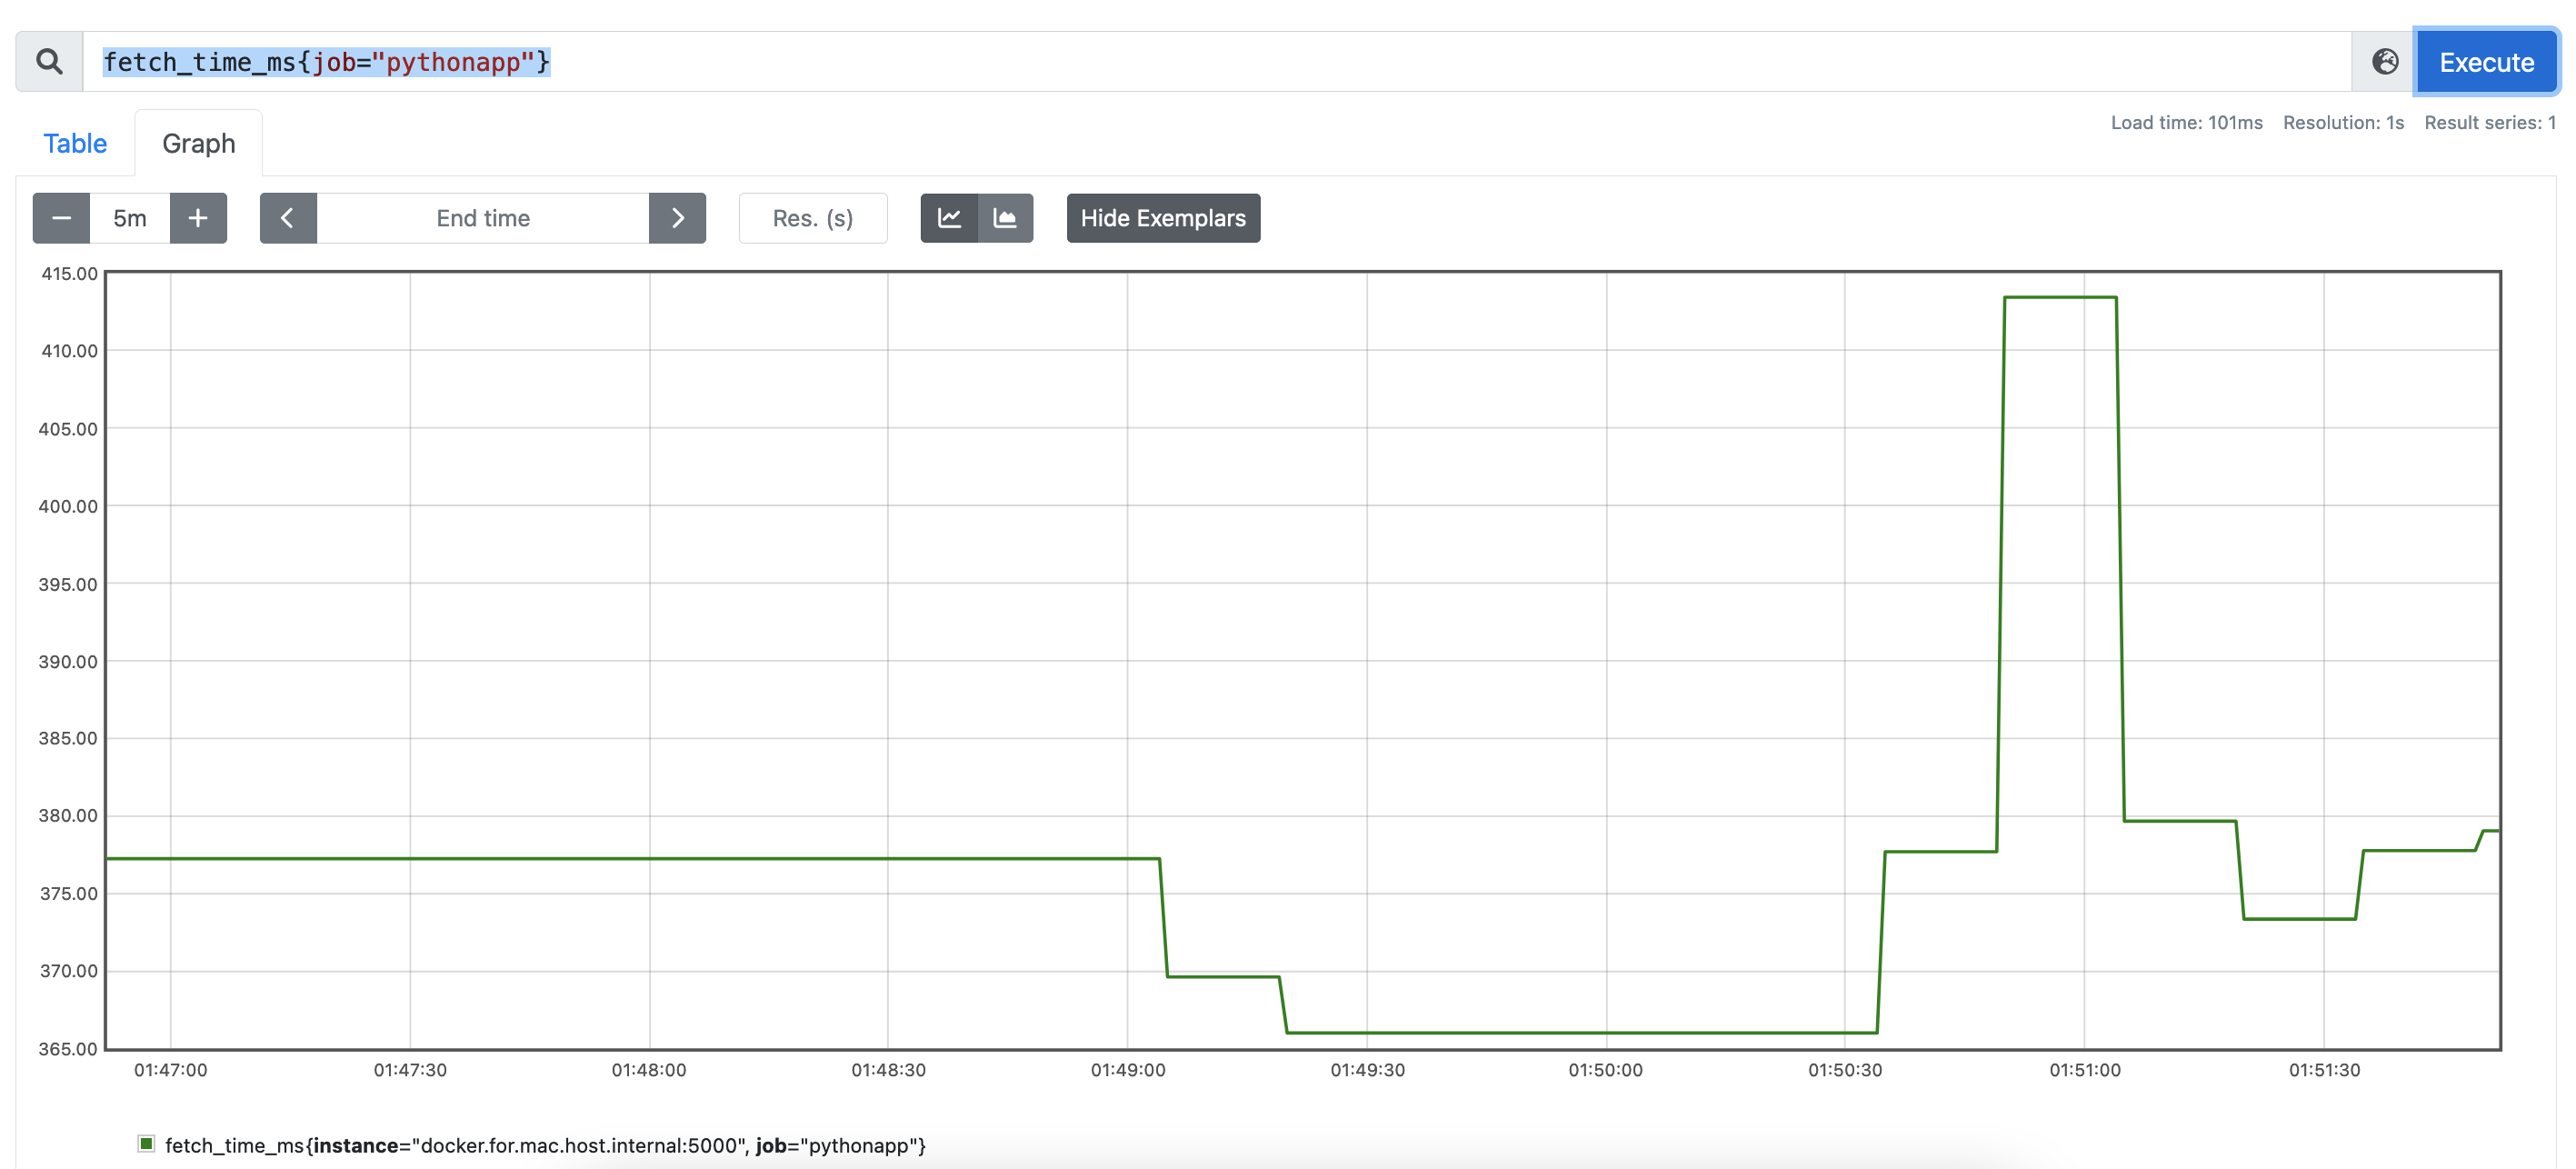 fetch_time_ms{job="pythonapp"}
Execute
Table
Graph
Load time: 101ms Resolution: 1s Result series: 1
5m
End time
Res. (s)
Hide Exemplars
415.00
410.00
405.00
400.00
395.00
390.00
385.00
380.00
375.00
370.00
365.00
01:47:00 01:47:30 01:48:00 01:48:30 01:49:00 01:49:30 01:50:00 01:50:30 01:51:00 01:51:30
fetch_time_ms{instance="docker.for.mac.host.internal:5000", job="pythonapp"}